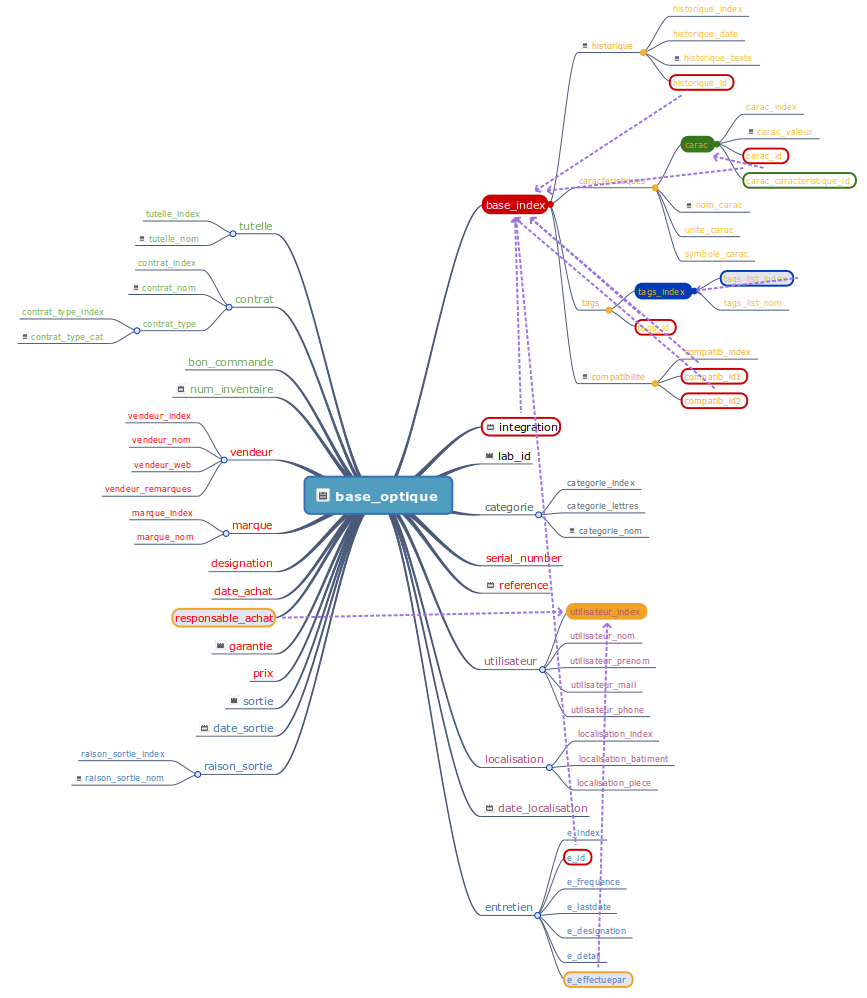 base_optique
tutelle
tutelle_index
tutelle_nom
contrat
contrat_index
contrat_nom
contrat_type
contrat_type_index
contrat_type_cat
bon_commande
num_inventaire
vendeur
vendeur_index
vendeur_nom
vendeur_web
vendeur_remarques
marque
marque_index
marque_nom
designation
date_achat
responsable_achat
garantie
prix
sortie
date_sortie
raison_sortie
raison_sortie_index
raison_sortie_nom
base_index
historique
historique_index
historique_date
historique_texte
historique_id
caracteristiques
carac
carac_index
carac_valeur
carac_id
carac_caracteristique_id
nom_carac
unite_carac
symbole_carac
tags
tags_index
tags_list_index
tags_list_nom
tags_id
compatibilite
compatib_index
compatib_id1
compatib_id2
integration
lab_id
categorie
categorie_index
categorie_lettres
categorie_nom
serial_number
reference
utilisateur
utilisateur_index
utilisateur_nom
utilisateur_prenom
utilisateur_mail
utilisateur_phone
localisation
localisation_index
localisation_batiment
localisation_piece
date_localisation
entretien
e_index
e_id
e_frequence
e_lastdate
e_designation
e_detail
e_effectuepar